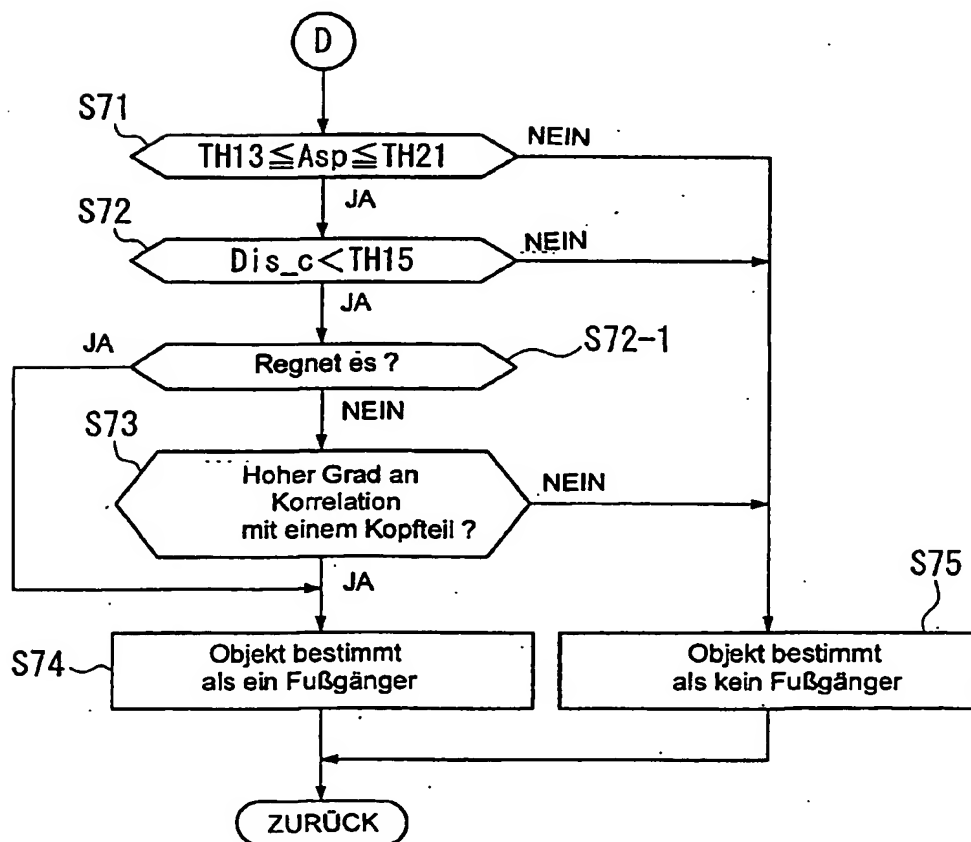 D
S71
TH13≦Asp≦TH21
NEIN
JA
S72
Dis_c<TH15
NEIN
JA
JA
Regnet es ?
S72-1
NEIN
S73
Hoher Grad an
Korrelation
mit einem Kopfteil ?
NEIN
JA
S75
S74
Objekt bestimmt
als ein Fußgänger
Objekt bestimmt
als kein Fußgänger
ZURÜCK